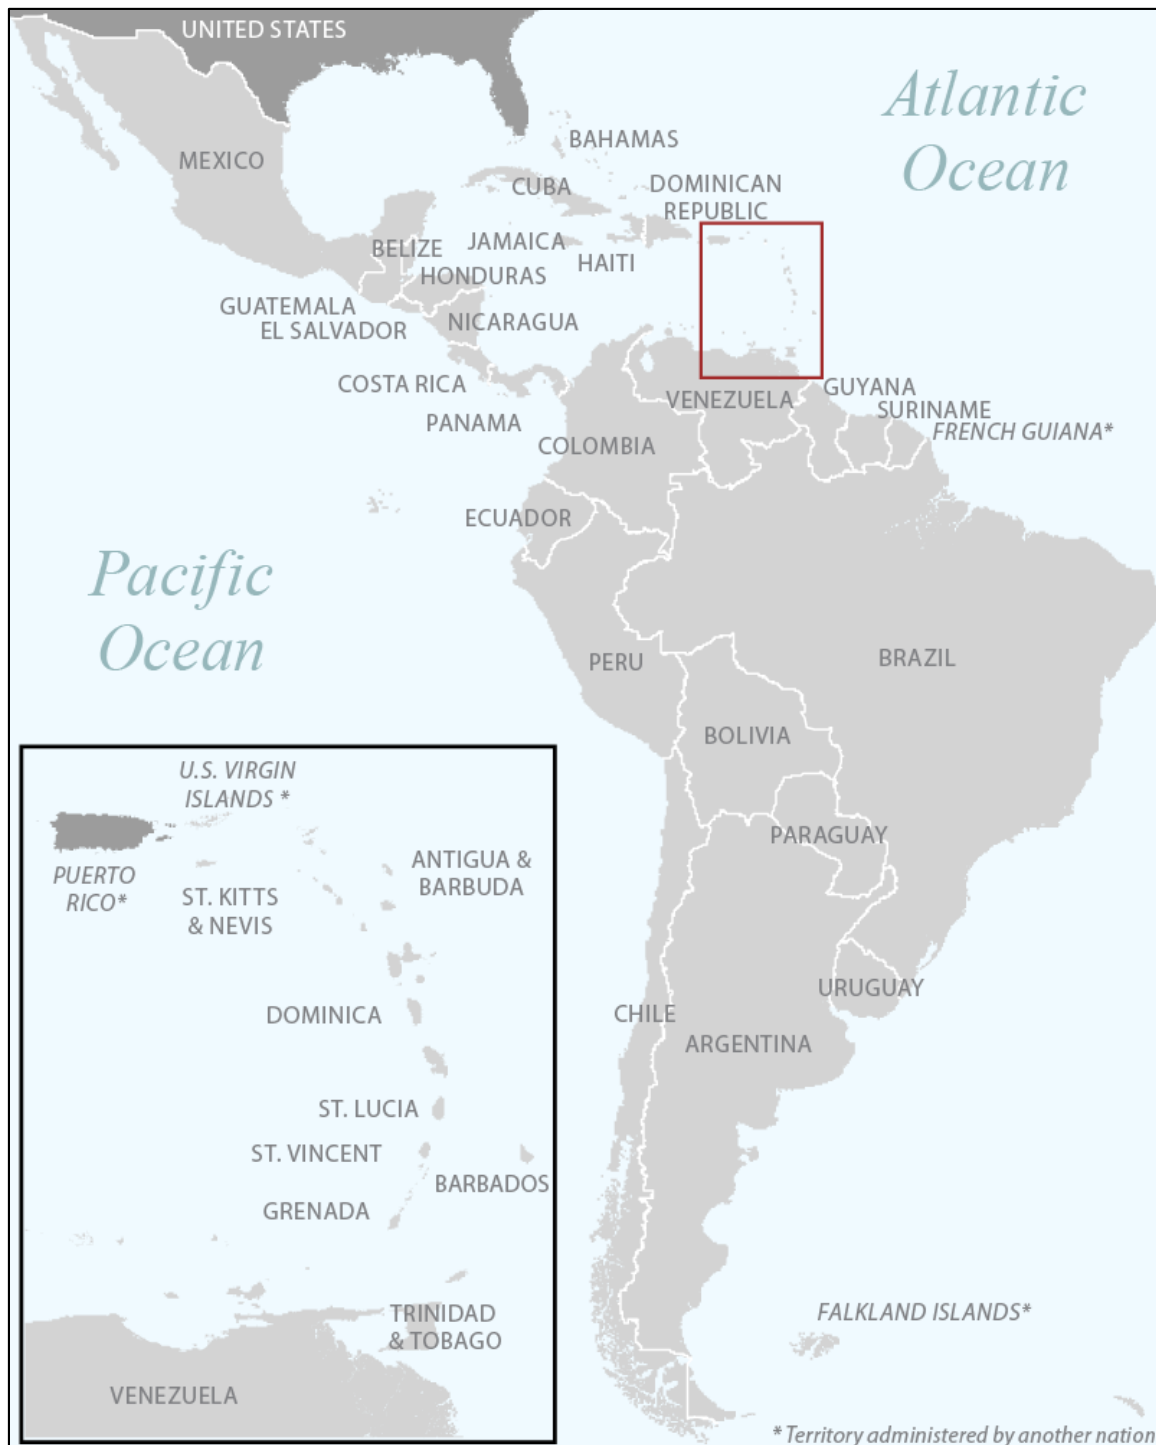 UNITED STATES
Atlantic
Ocean
MEXICO
BAHAMAS
CUBA
DOMINICAN
REPUBLIC
BELIZE
JAMAICA
HAITI
HONDURAS
GUATEMALA
EL SALVADOR
NICARAGUA
COSTA RICA
PANAMA
VENEZUELA
GUYANA
SURINAME
FRENCH GUIANA*
COLOMBIA
ECUADOR
Pacific
Ocean
PERU
BRAZIL
BOLIVIA
PARAGUAY
URUGUAY
CHILE
ARGENTINA
FALKLAND ISLANDS*
U.S. VIRGIN
ISLANDS *
PUERTO
RICO*
ST. KITTS
& NEVIS
ANTIGUA &
BARBUDA
DOMINICA
ST. LUCIA
ST. VINCENT
BARBADOS
GRENADA
TRINIDAD
& TOBAGO
VENEZUELA
* Territory administered by another nation